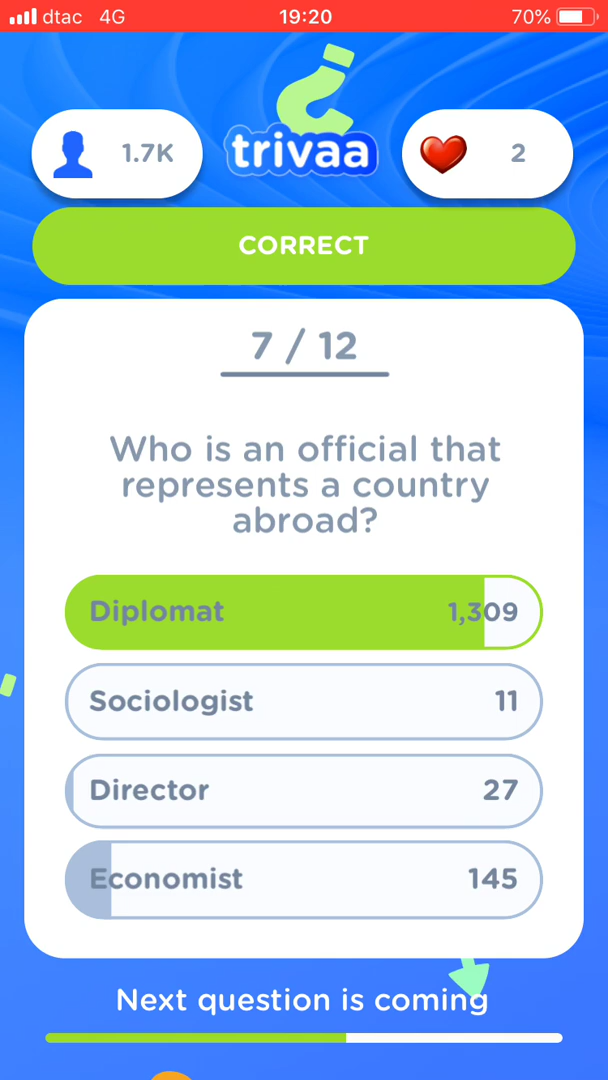 dtac 4G 19:20 70%
1.7K trivaa 2
CORRECT
7 / 12
Who is an official that
represents a country
abroad?
Diplomat 1,309
Sociologist 11
Director 27
Economist 145
Next question is coming